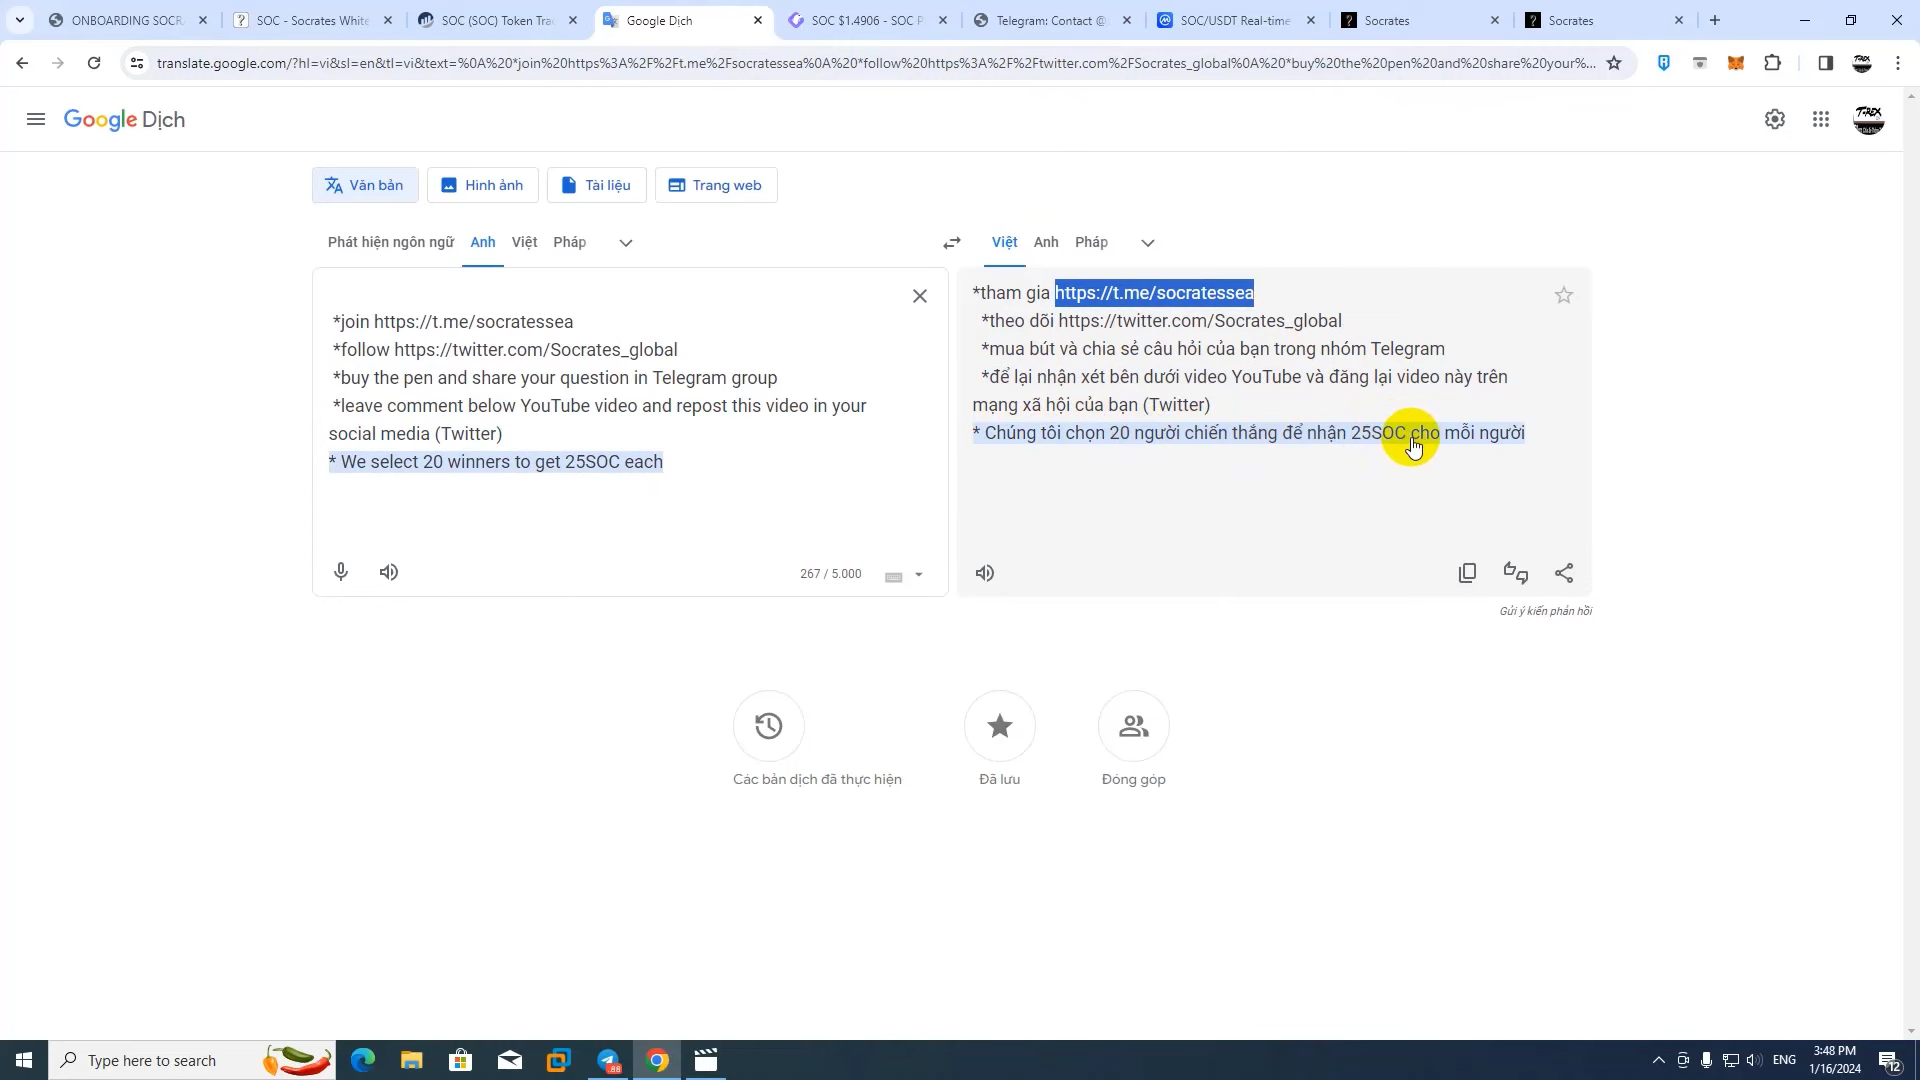 ONBOARDING SOCRA
SOC - Socrates White
SOC (SOC) Token Tra
Google Dịch
SOC $1.4906 - SOC P
Telegram: Contact @
SOC/USDT Real-time
Socrates
Socrates
translate.google.com/?hl=vi&sl=en&tl=vi&text=%0A%20*join%20https%3A%2F%2Ft.me%2Fsocratessea%0A%20*follow%20https%3A%2F%2Ftwitter.com%2FSocrates_global%0A%20*buy%20the%20pen%20and%20share%20your%...
Google Dịch
Văn bản
Hình ảnh
Tài liệu
Trang web
Phát hiện ngôn ngữ
Anh
Việt
Pháp
Việt
Anh
Pháp
*join https://t.me/socratessea
*follow https://twitter.com/Socrates_global
*buy the pen and share your question in Telegram group
*leave comment below YouTube video and repost this video in your
social media (Twitter)
* We select 20 winners to get 25SOC each
267 / 5.000
*tham gia https://t.me/socratessea
*theo dõi https://twitter.com/Socrates_global
*mua bút và chia sẻ câu hỏi của bạn trong nhóm Telegram
*để lại nhận xét bên dưới video YouTube và đăng lại video này trên
mạng xã hội của bạn (Twitter)
* Chúng tôi chọn 20 người chiến thắng để nhận 25SOC cho mỗi người
Gửi ý kiến phản hồi
Các bản dịch đã thực hiện
Đã lưu
Đóng góp
Type here to search
88
ENG
3:48 PM
1/16/2024
12